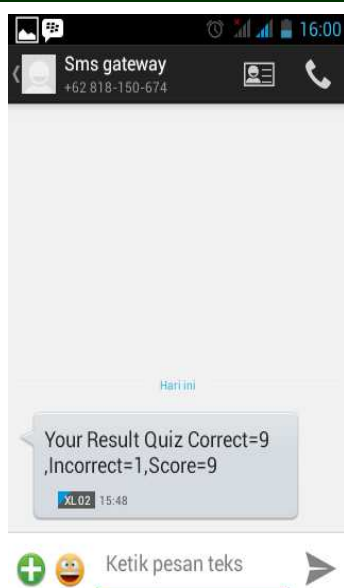 16:00
Sms gateway
+62 818-150-674
Hari ini
Your Result Quiz Correct=9
,Incorrect=1,Score=9
XL02 15:48
Ketik pesan teks